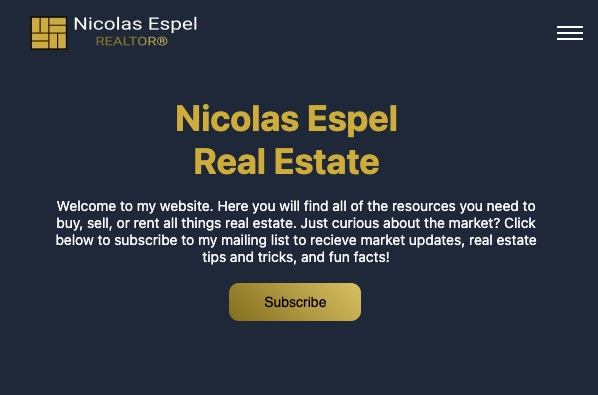 Nicolas Espel
REALTOR®
Nicolas Espel
Real Estate
Welcome to my website. Here you will find all of the resources you need to
buy, sell, or rent all things real estate. Just curious about the market? Click
below to subscribe to my mailing list to recieve market updates, real estate
tips and tricks, and fun facts!
Subscribe